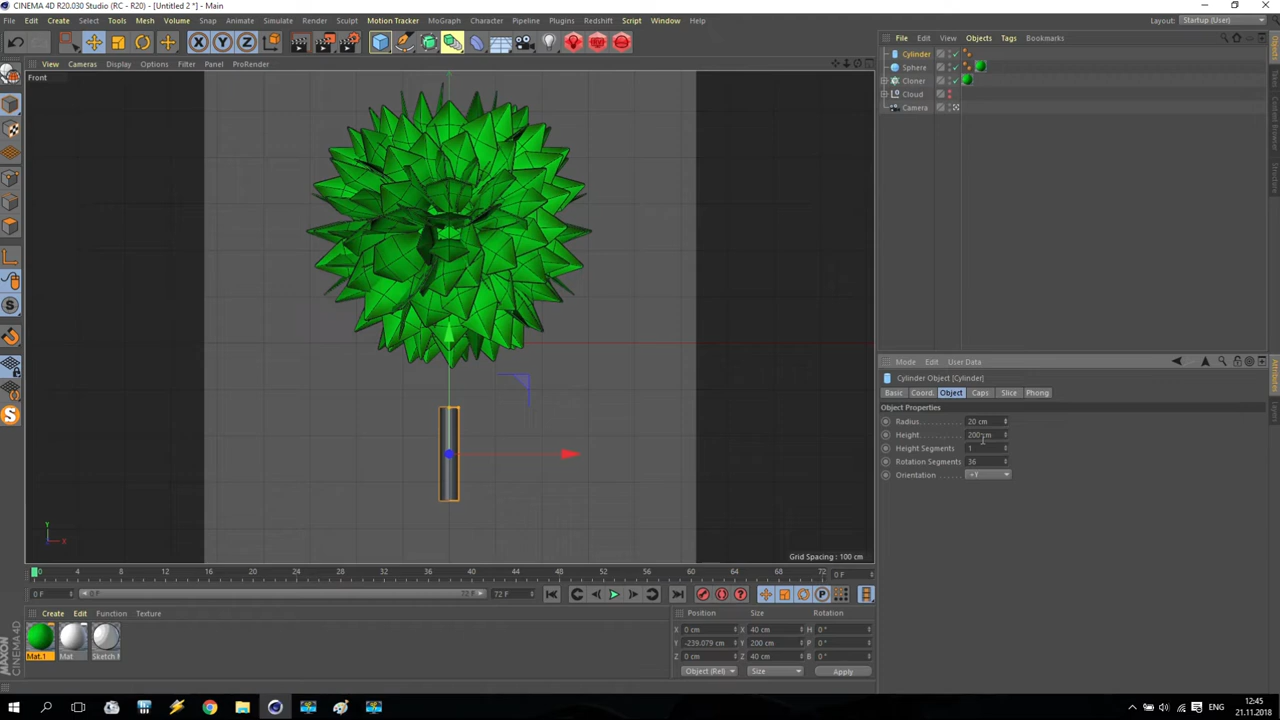 CINEMA 4D R20.030 Studio (RC - R20) - [Untitled 2 *] - Main
File Edit Create Select Tools Mesh Volume Snap Animate Simulate Render Sculpt Motion Tracker MoGraph Character Pipeline Plugins Redshift Script Window Help
Layout: Startup (User)
View Cameras Display Options Filter Panel ProRender
File Edit View Objects Tags Bookmarks
Front
Cylinder
Sphere
Cloner
Cloud
Camera
Mode Edit User Data
Cylinder Object [Cylinder]
Basic Coord. Object Caps Slice Phong
Object Properties
Radius 20 cm
Height 200 cm
Height Segments 1
Rotation Segments 36
Orientation +Y
Y
X
Grid Spacing : 100 cm
0 4 8 12 16 20 24 28 32 36 40 44 48 52 56 60 64 68 72 0 F
0 F 0 F 72 F 72 F
Create Edit Function Texture
Position Size Rotation
X 0 cm X 40 cm H 0 °
Y -239.079 cm Y 200 cm P 0 °
Z 0 cm Z 40 cm B 0 °
Object (Rel) Size Apply
Mat.1 Mat Sketch
MAXON CINEMA 4D
Attributes
ENG
12:45
21.11.2018